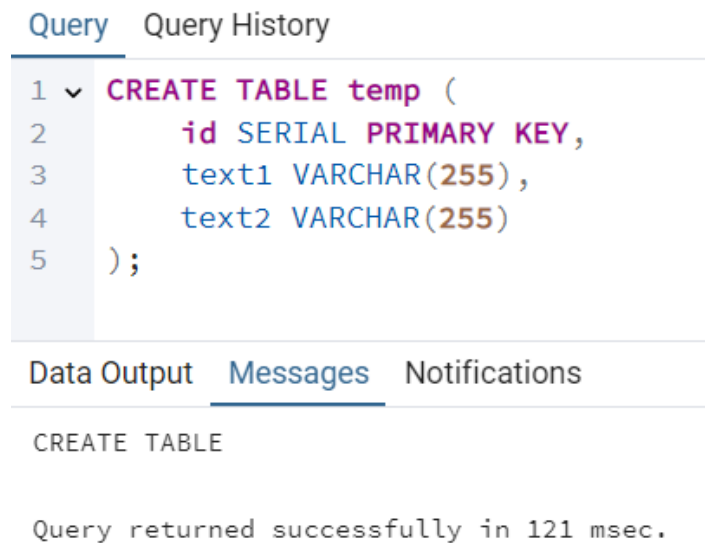 Query Query History
1 CREATE TABLE temp (
2 id SERIAL PRIMARY KEY,
3 text1 VARCHAR(255),
4 text2 VARCHAR(255)
5 );
Data Output Messages Notifications
CREATE TABLE
Query returned successfully in 121 msec.